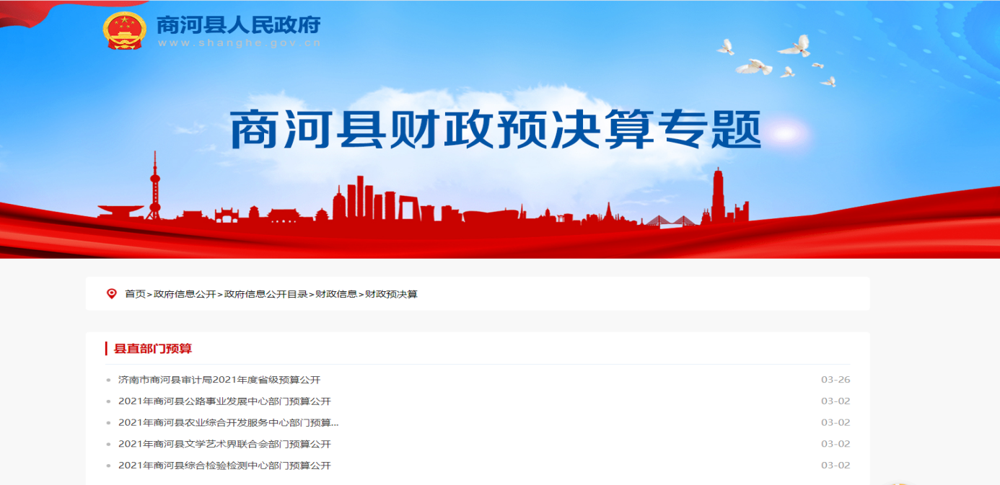 商河县人民政府
www.shanghe.gov.cn
商河县财政预决算专题
首页>政府信息公开>政府信息公开目录>财政信息>财政预决算
县直部门预算
济南市商河县审计局2021年度省级预算公开 03-26
2021年商河县公路事业发展中心部门预算公开 03-02
2021年商河县农业综合开发服务中心部门预算... 03-02
2021年商河县文学艺术界联合会部门预算公开 03-02
2021年商河县综合检验检测中心部门预算公开 03-02